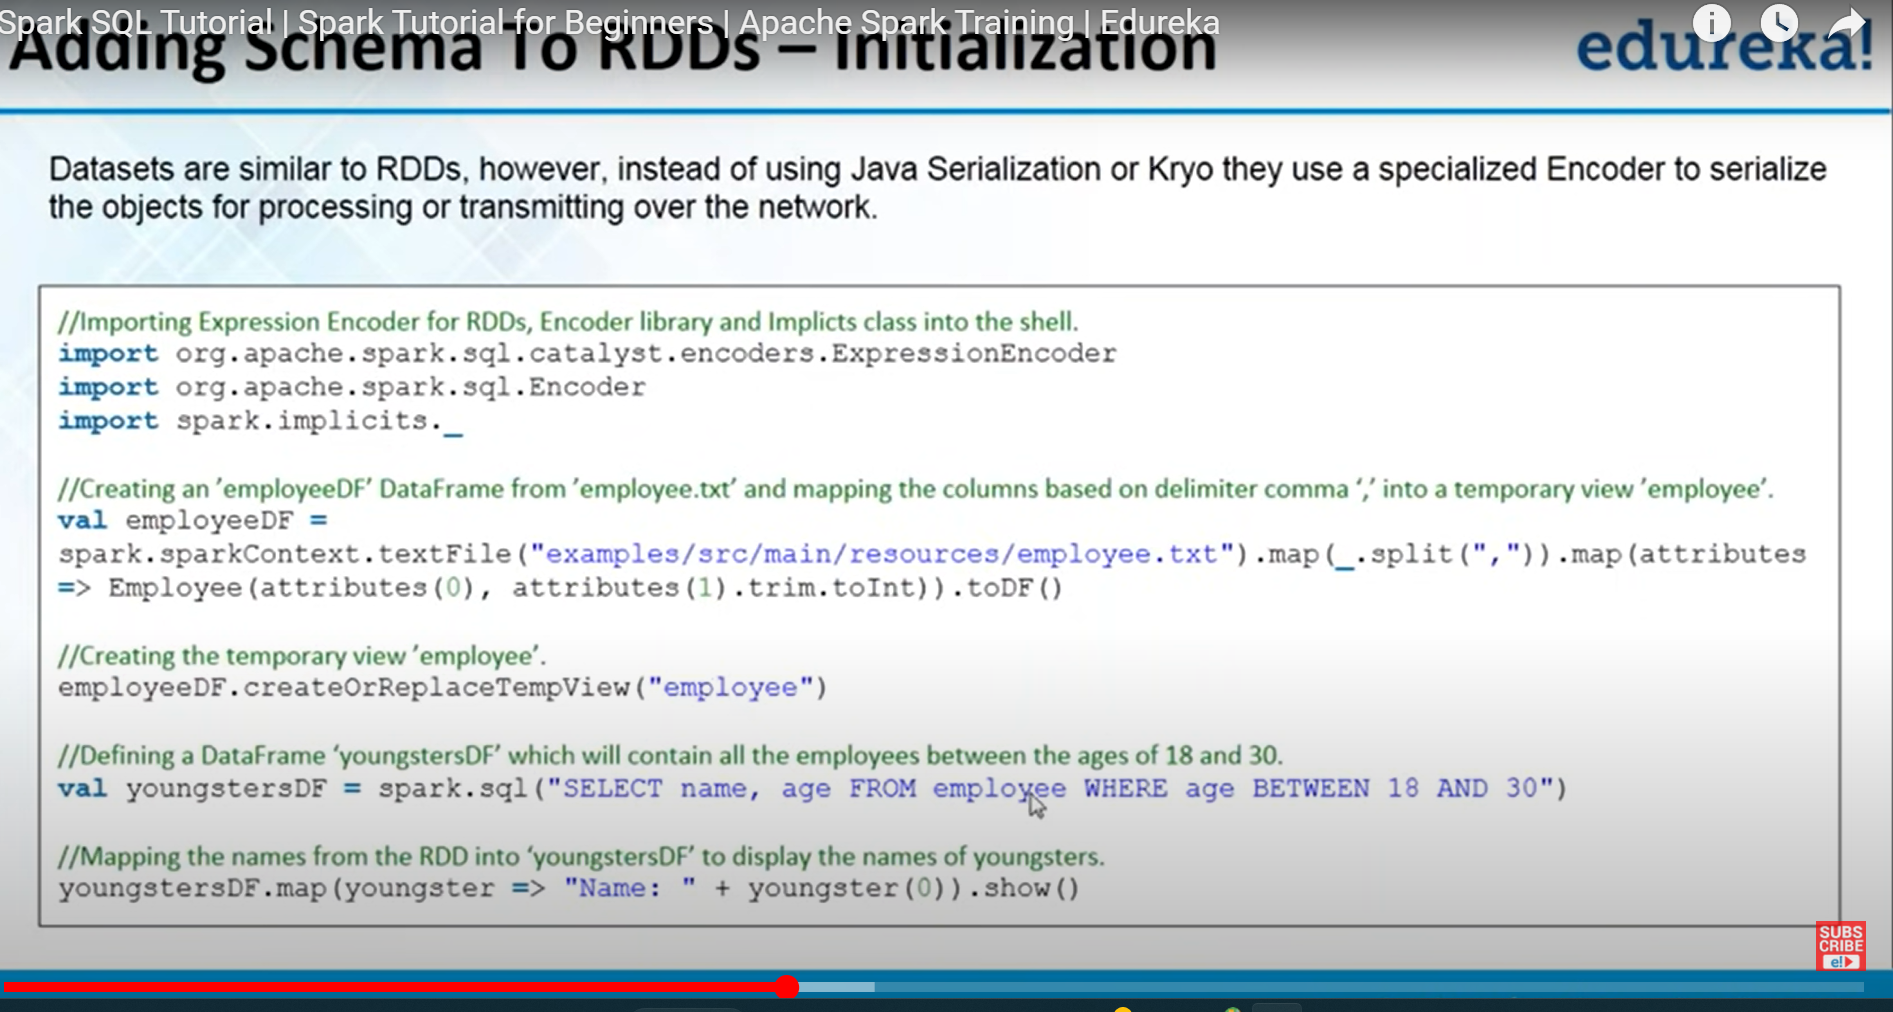 Spark SQL Tutorial | Spark Tutorial for Beginners | Apache Spark Training | Edureka
Adding Schema To RDDs – Initialization
edureka!
Datasets are similar to RDDs, however, instead of using Java Serialization or Kryo they use a specialized Encoder to serialize
the objects for processing or transmitting over the network.
//Importing Expression Encoder for RDDs, Encoder library and Implicts class into the shell.
import org.apache.spark.sql.catalyst.encoders.ExpressionEncoder
import org.apache.spark.sql.Encoder
import spark.implicits._
//Creating an 'employeeDF' DataFrame from 'employee.txt' and mapping the columns based on delimiter comma ',' into a temporary view 'employee'.
val employeeDF =
spark.sparkContext.textFile("examples/src/main/resources/employee.txt").map(_.split(",")).map(attributes
=> Employee(attributes(0), attributes(1).trim.toInt)).toDF()
//Creating the temporary view 'employee'.
employeeDF.createOrReplaceTempView("employee")
//Defining a DataFrame 'youngstersDF' which will contain all the employees between the ages of 18 and 30.
val youngstersDF = spark.sql("SELECT name, age FROM employee WHERE age BETWEEN 18 AND 30")
//Mapping the names from the RDD into 'youngstersDF' to display the names of youngsters.
youngstersDF.map(youngster => "Name: " + youngster(0)).show()
SUBS
CRIBE
e!